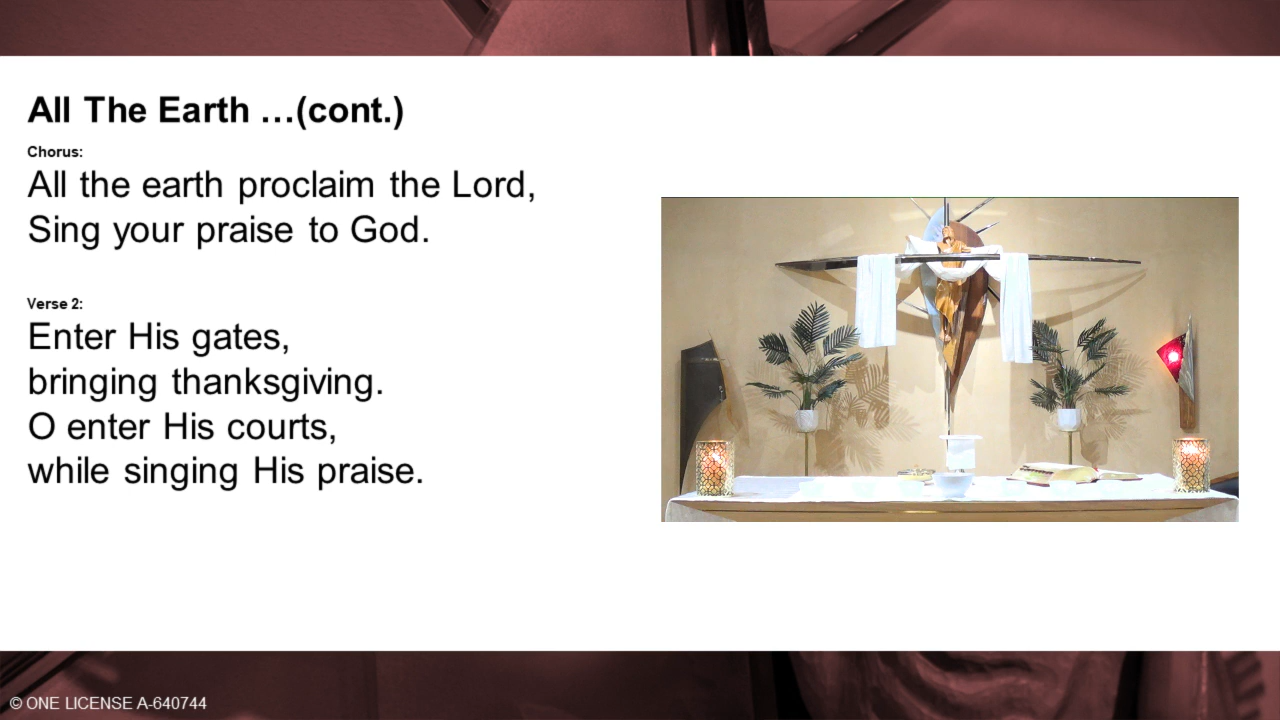 All The Earth …(cont.)
Chorus:
All the earth proclaim the Lord,
Sing your praise to God.
Verse 2:
Enter His gates,
bringing thanksgiving.
O enter His courts,
while singing His praise.
© ONE LICENSE A-640744